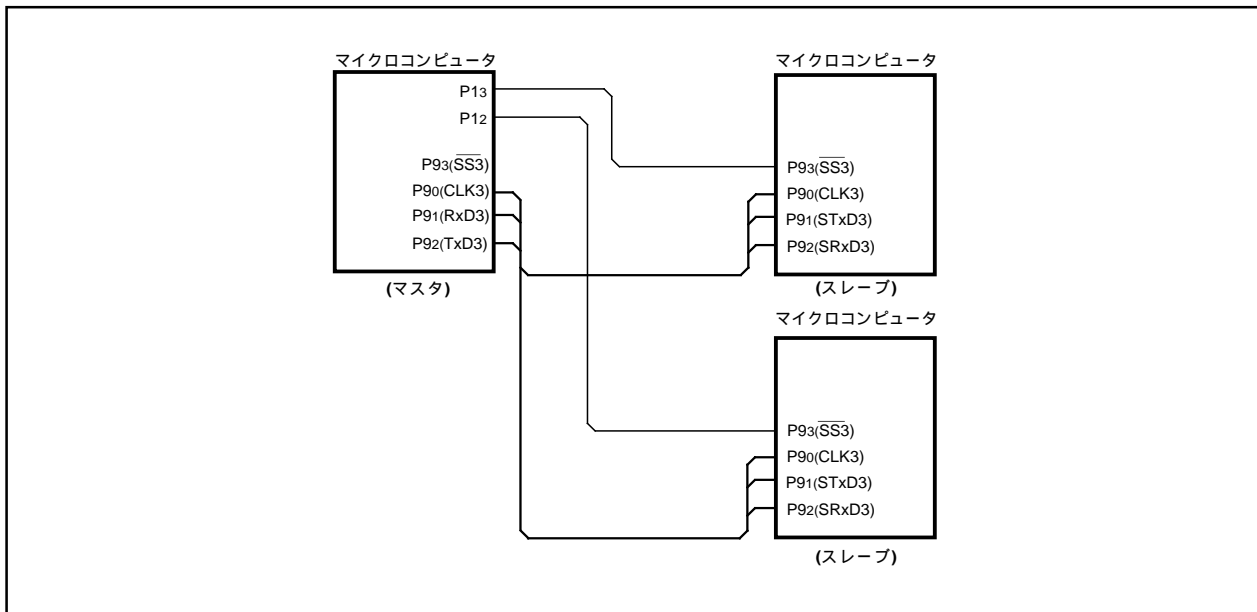 マイクロコンピュータ
P13
P12
P93(SS3)
P90(CLK3)
P91(RxD3)
P92(TxD3)
(マスタ)
マイクロコンピュータ
P93(SS3)
P90(CLK3)
P91(STxD3)
P92(SRxD3)
(スレーブ)
マイクロコンピュータ
P93(SS3)
P90(CLK3)
P91(STxD3)
P92(SRxD3)
(スレーブ)